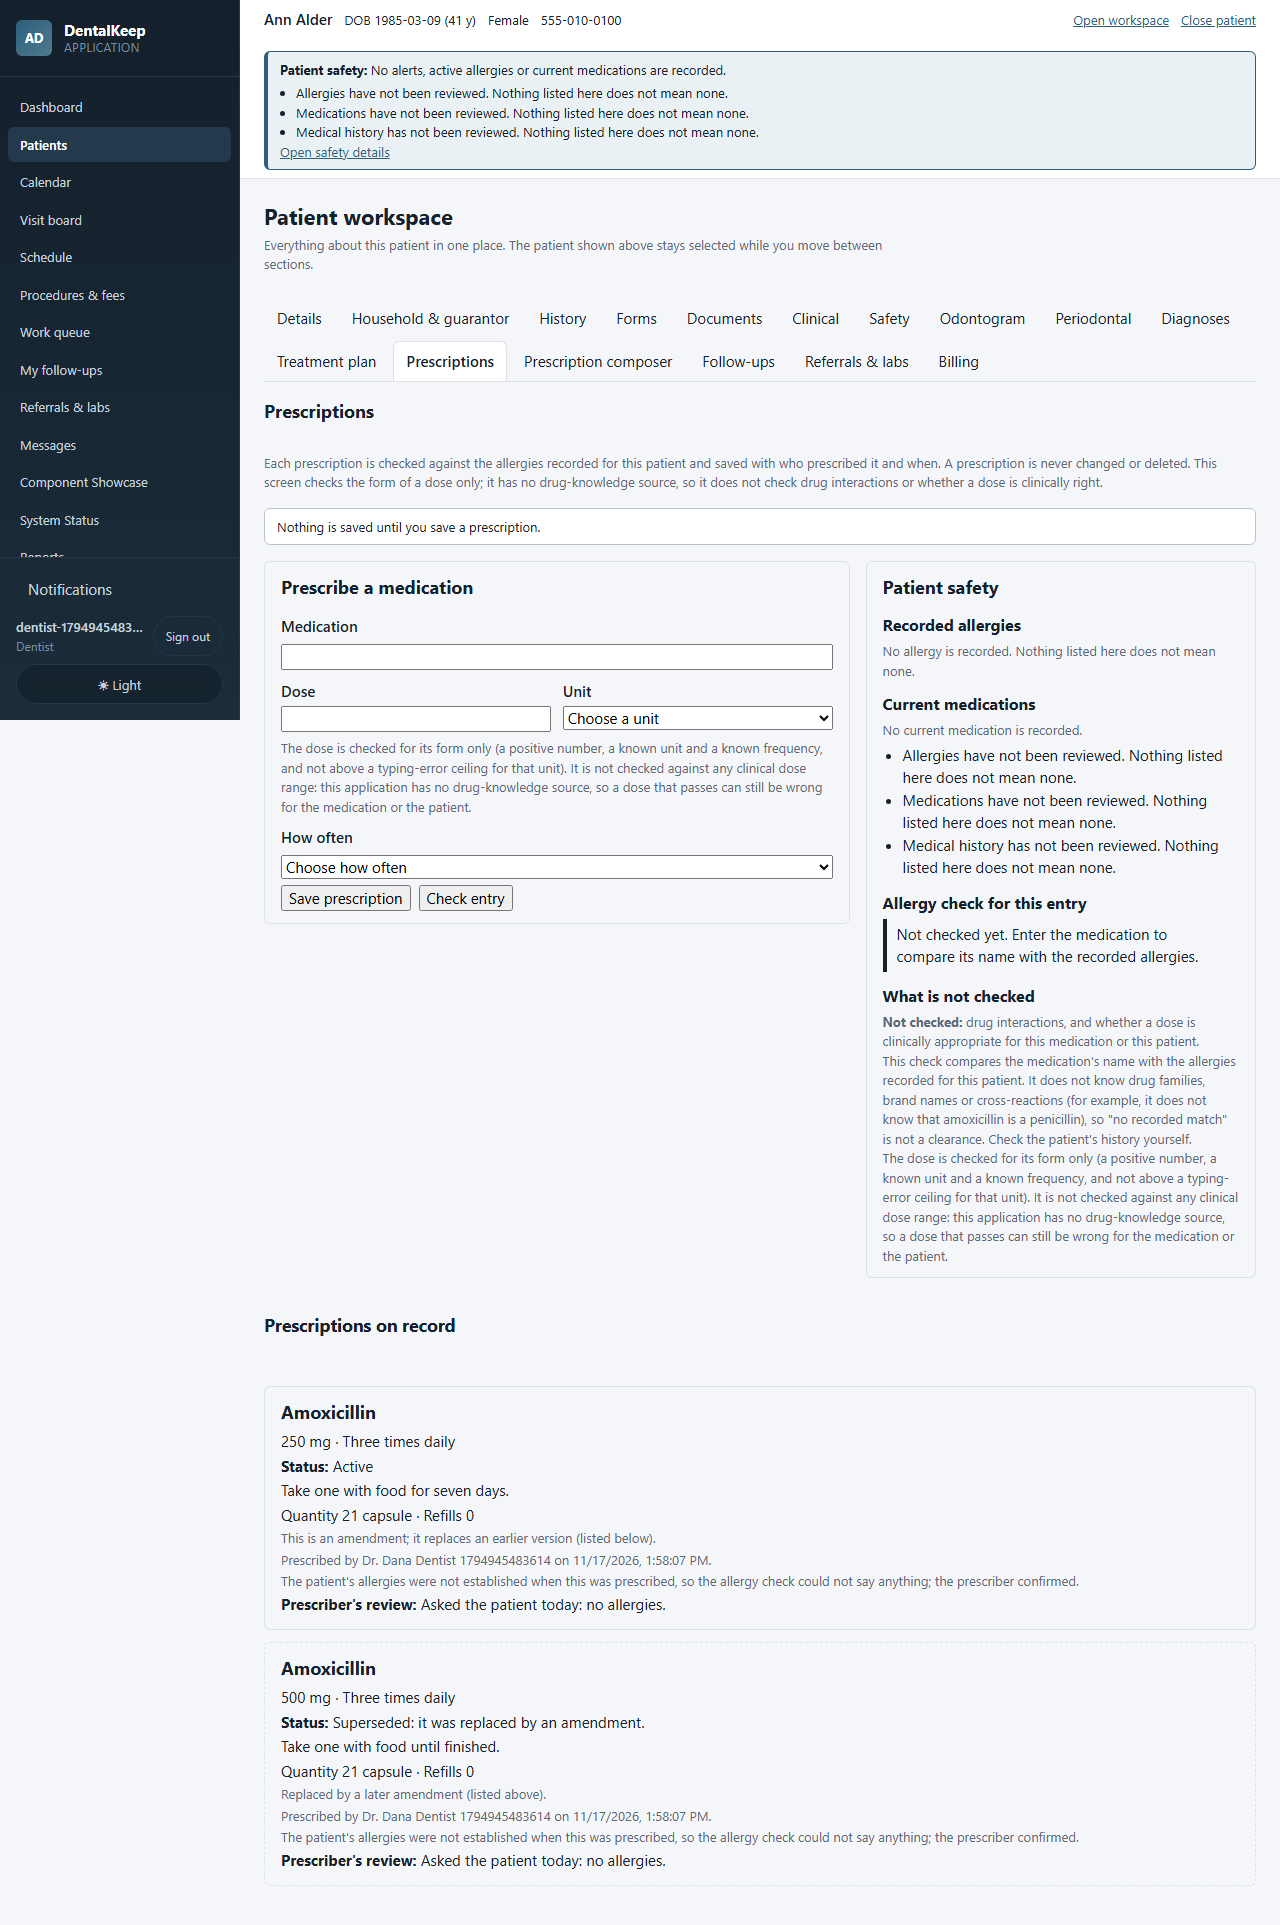 AD
DentalKeep
APPLICATION
Dashboard
Patients
Calendar
Visit board
Schedule
Procedures & fees
Work queue
My follow-ups
Referrals & labs
Messages
Component Showcase
System Status
Reports
Notifications
dentist-1794945483...
Dentist
Sign out
☀ Light
Ann Alder DOB 1985-03-09 (41 y) Female 555-010-0100
Open workspace Close patient
Patient safety: No alerts, active allergies or current medications are recorded.
• Allergies have not been reviewed. Nothing listed here does not mean none.
• Medications have not been reviewed. Nothing listed here does not mean none.
• Medical history has not been reviewed. Nothing listed here does not mean none.
Open safety details
Patient workspace
Everything about this patient in one place. The patient shown above stays selected while you move between
sections.
Details Household & guarantor History Forms Documents Clinical Safety Odontogram Periodontal Diagnoses
Treatment plan Prescriptions Prescription composer Follow-ups Referrals & labs Billing
Prescriptions
Each prescription is checked against the allergies recorded for this patient and saved with who prescribed it and when. A prescription is never changed or deleted. This
screen checks the form of a dose only; it has no drug-knowledge source, so it does not check drug interactions or whether a dose is clinically right.
Nothing is saved until you save a prescription.
Prescribe a medication
Medication
Dose Unit
Choose a unit
The dose is checked for its form only (a positive number, a known unit and a known frequency,
and not above a typing-error ceiling for that unit). It is not checked against any clinical dose
range: this application has no drug-knowledge source, so a dose that passes can still be wrong
for the medication or the patient.
How often
Choose how often
Save prescription Check entry
Patient safety
Recorded allergies
No allergy is recorded. Nothing listed here does not mean
none.
Current medications
No current medication is recorded.
• Allergies have not been reviewed. Nothing listed
here does not mean none.
• Medications have not been reviewed. Nothing
listed here does not mean none.
• Medical history has not been reviewed. Nothing
listed here does not mean none.
Allergy check for this entry
Not checked yet. Enter the medication to
compare its name with the recorded allergies.
What is not checked
Not checked: drug interactions, and whether a dose is
clinically appropriate for this medication or this patient.
This check compares the medication's name with the allergies
recorded for this patient. It does not know drug families,
brand names or cross-reactions (for example, it does not
know that amoxicillin is a penicillin), so "no recorded match"
is not a clearance. Check the patient's history yourself.
The dose is checked for its form only (a positive number, a
known unit and a known frequency, and not above a typing-
error ceiling for that unit). It is not checked against any clinical
dose range: this application has no drug-knowledge source,
so a dose that passes can still be wrong for the medication or
the patient.
Prescriptions on record
Amoxicillin
250 mg · Three times daily
Status: Active
Take one with food for seven days.
Quantity 21 capsule · Refills 0
This is an amendment; it replaces an earlier version (listed below).
Prescribed by Dr. Dana Dentist 1794945483614 on 11/17/2026, 1:58:07 PM.
The patient's allergies were not established when this was prescribed, so the allergy check could not say anything; the prescriber confirmed.
Prescriber's review: Asked the patient today: no allergies.
Amoxicillin
500 mg · Three times daily
Status: Superseded: it was replaced by an amendment.
Take one with food until finished.
Quantity 21 capsule · Refills 0
Replaced by a later amendment (listed above).
Prescribed by Dr. Dana Dentist 1794945483614 on 11/17/2026, 1:58:07 PM.
The patient's allergies were not established when this was prescribed, so the allergy check could not say anything; the prescriber confirmed.
Prescriber's review: Asked the patient today: no allergies.